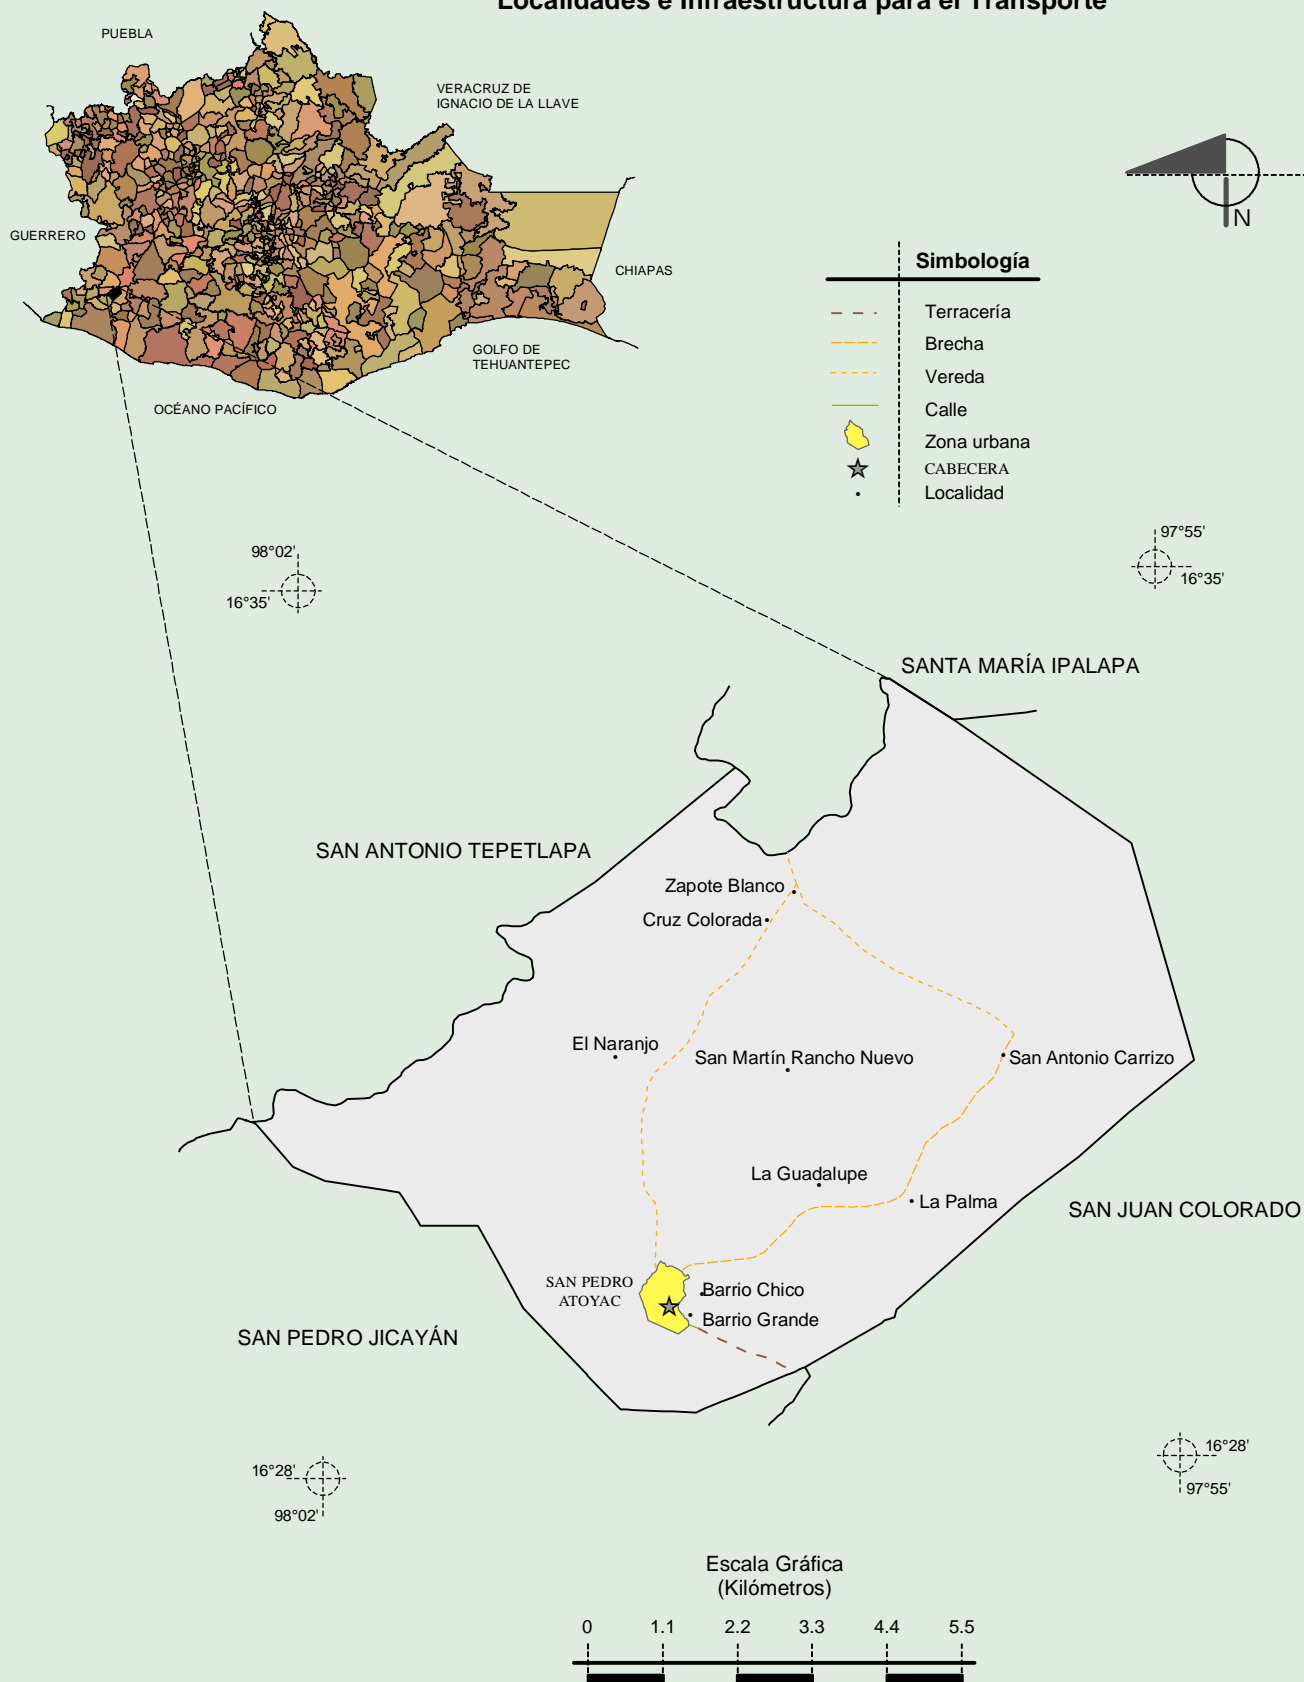 Localidades e Infraestructura para el Transporte
PUEBLA
VERACRUZ DE
IGNACIO DE LA LLAVE
GUERRERO
CHIAPAS
GOLFO DE
TEHUANTEPEC
OCÉANO PACÍFICO
N
Simbología
Terracería
Brecha
Vereda
Calle
Zona urbana
CABECERA
Localidad
98°02'
16°35'
97°55'
16°35'
SANTA MARÍA IPALAPA
SAN ANTONIO TEPETLAPA
Zapote Blanco
Cruz Colorada
El Naranjo
San Martín Rancho Nuevo
San Antonio Carrizo
La Guadalupe
La Palma
SAN JUAN COLORADO
SAN PEDRO
ATOYAC
Barrio Chico
Barrio Grande
SAN PEDRO JICAYÁN
16°28'
98°02'
16°28'
97°55'
Escala Gráfica
(Kilómetros)
0 1.1 2.2 3.3 4.4 5.5